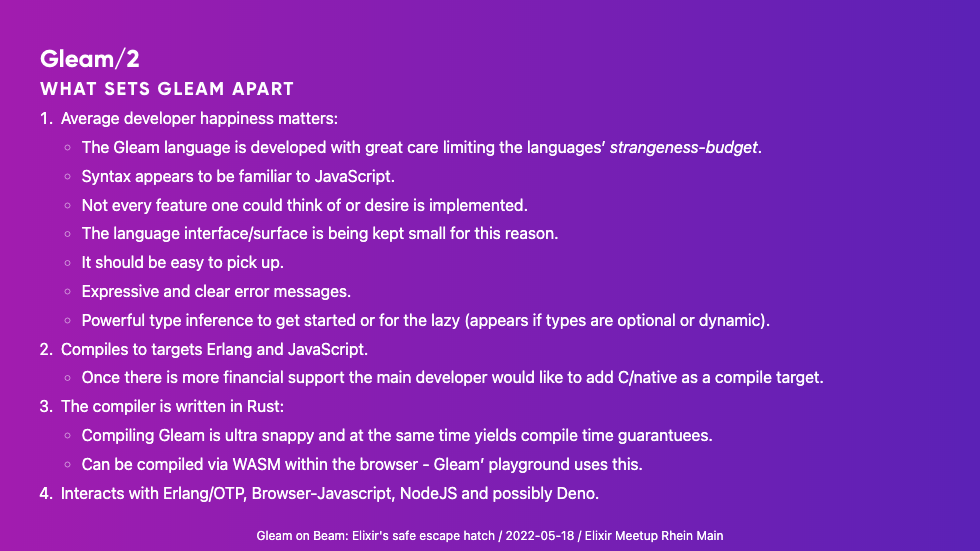 Gleam/2
WHAT SETS GLEAM APART
1. Average developer happiness matters:
◦ The Gleam language is developed with great care limiting the languages’ strangeness-budget.
◦ Syntax appears to be familiar to JavaScript.
◦ Not every feature one could think of or desire is implemented.
◦ The language interface/surface is being kept small for this reason.
◦ It should be easy to pick up.
◦ Expressive and clear error messages.
◦ Powerful type inference to get started or for the lazy (appears if types are optional or dynamic).
2. Compiles to targets Erlang and JavaScript.
◦ Once there is more financial support the main developer would like to add C/native as a compile target.
3. The compiler is written in Rust:
◦ Compiling Gleam is ultra snappy and at the same time yields compile time guarantuees.
◦ Can be compiled via WASM within the browser - Gleam’ playground uses this.
4. Interacts with Erlang/OTP, Browser-Javascript, NodeJS and possibly Deno.
Gleam on Beam: Elixir's safe escape hatch / 2022-05-18 / Elixir Meetup Rhein Main